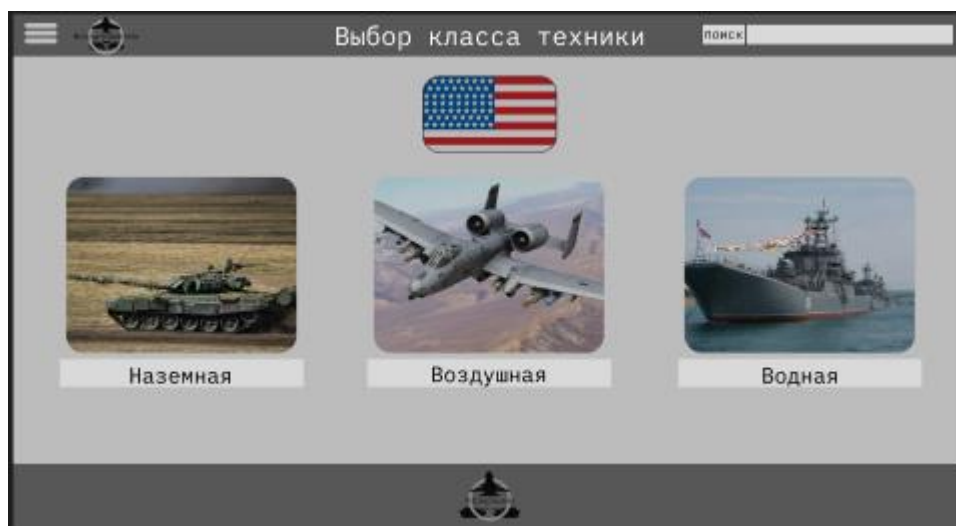 Выбор класса техники
поиск
Наземная
Воздушная
Водная